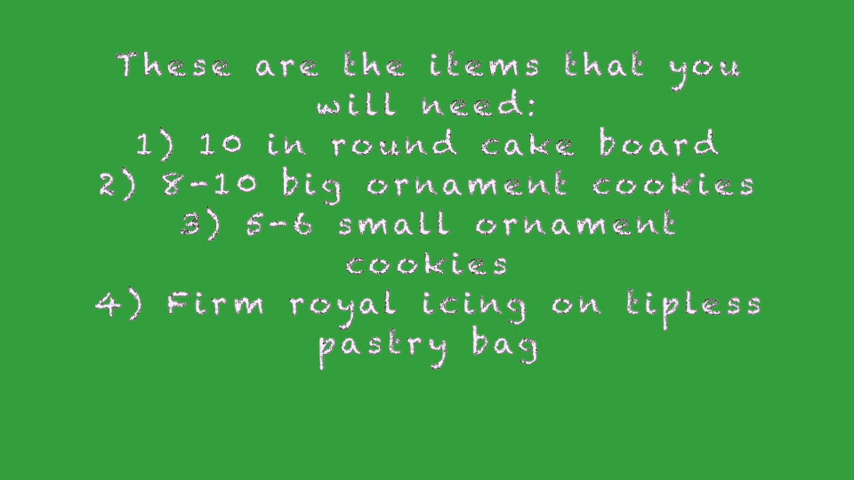 These are the items that you
will need:
1) 10 in round cake board
2) 8-10 big ornament cookies
3) 5-6 small ornament
cookies
4) Firm royal icing on tipless
pastry bag